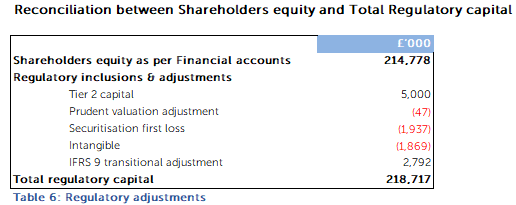 Reconciliation between Shareholders equity and Total Regulatory capital
£'000
Shareholders equity as per Financial accounts 214,778
Regulatory inclusions & adjustments
Tier 2 capital 5,000
Prudent valuation adjustment (47)
Securitisation first loss (1,937)
Intangible (1,869)
IFRS 9 transitional adjustment 2,792
Total regulatory capital 218,717
Table 6: Regulatory adjustments